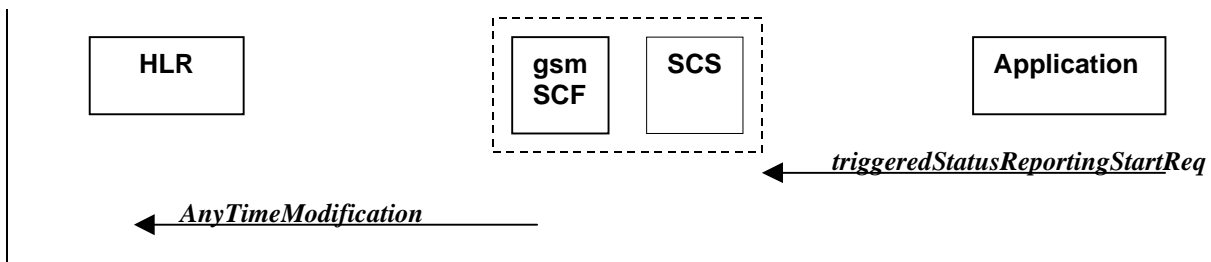 HLR
gsm
SCF
SCS
Application
triggeredStatusReportingStartReq
AnyTimeModification